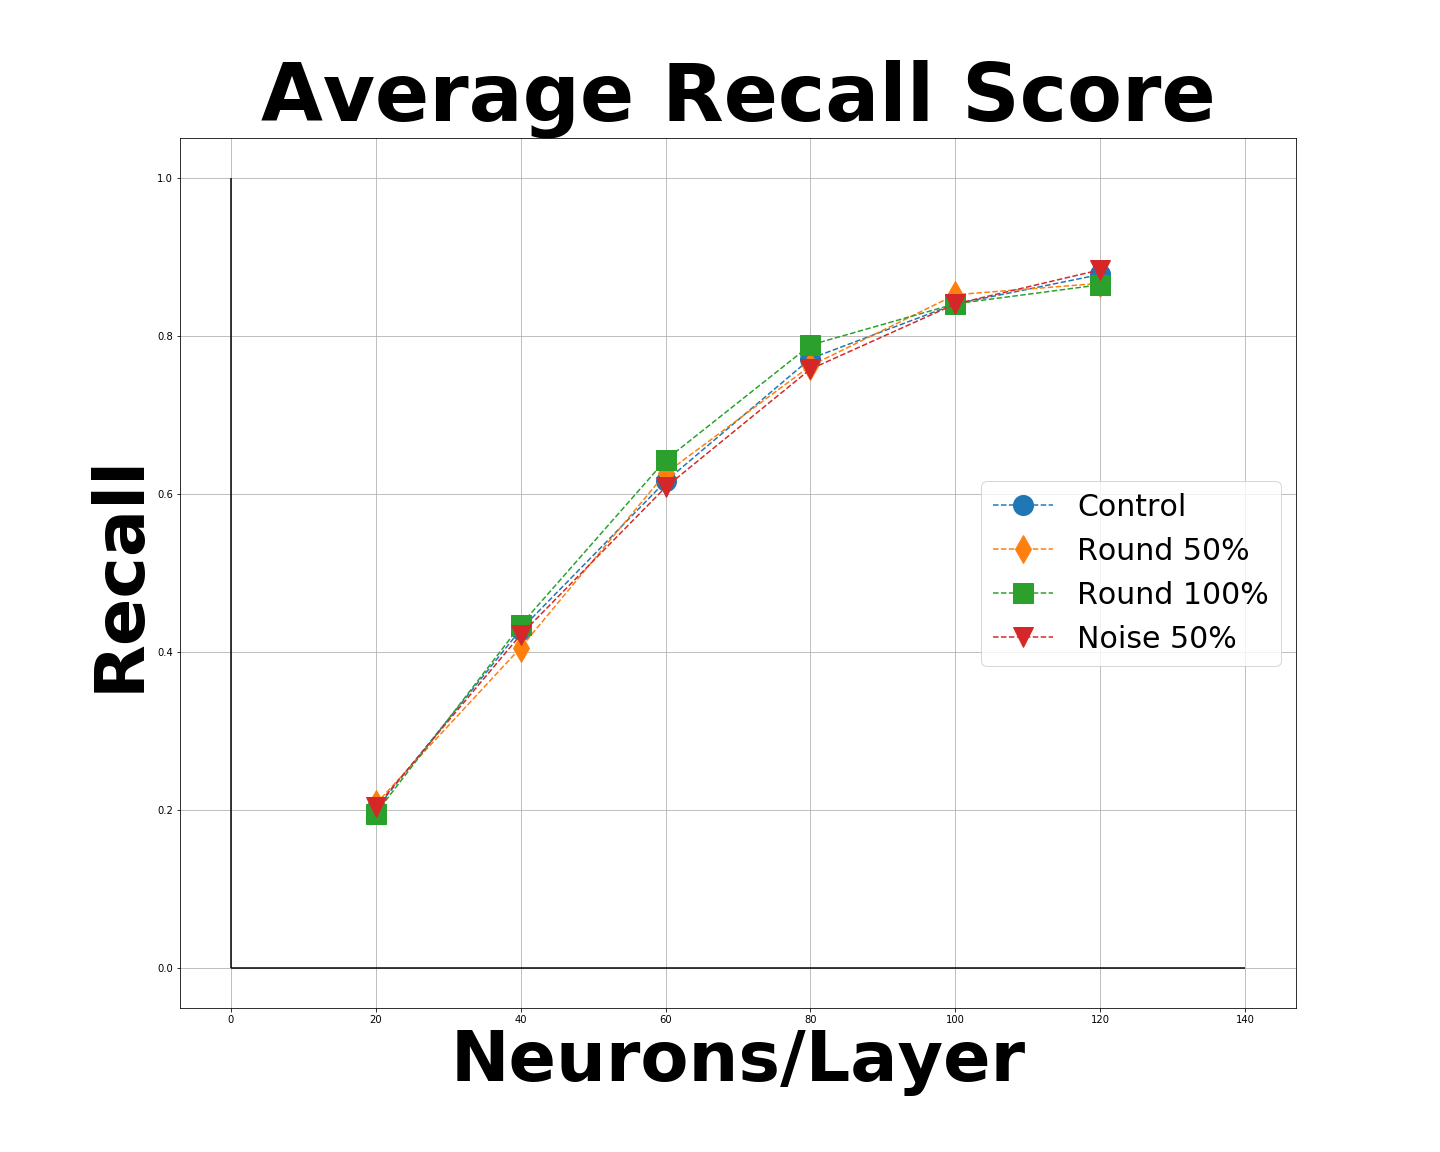 Average Recall Score
Recall
1.0
0.8
0.6
0.4
0.2
0.0
Control
Round 50%
Round 100%
Noise 50%
0 20 40 60 80 100 120 140
Neurons/Layer